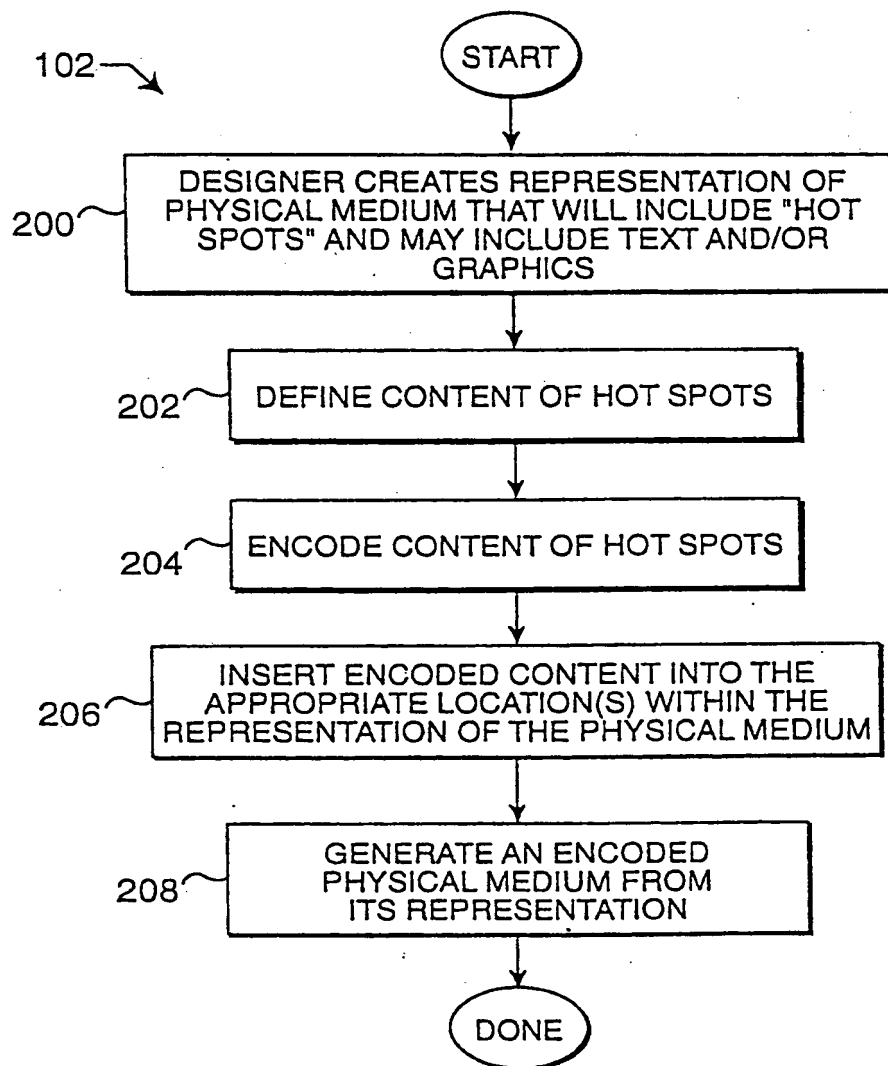 102
START
200
DESIGNER CREATES REPRESENTATION OF
PHYSICAL MEDIUM THAT WILL INCLUDE "HOT
SPOTS" AND MAY INCLUDE TEXT AND/OR
GRAPHICS
202
DEFINE CONTENT OF HOT SPOTS
204
ENCODE CONTENT OF HOT SPOTS
206
INSERT ENCODED CONTENT INTO THE
APPROPRIATE LOCATION(S) WITHIN THE
REPRESENTATION OF THE PHYSICAL MEDIUM
208
GENERATE AN ENCODED
PHYSICAL MEDIUM FROM
ITS REPRESENTATION
DONE